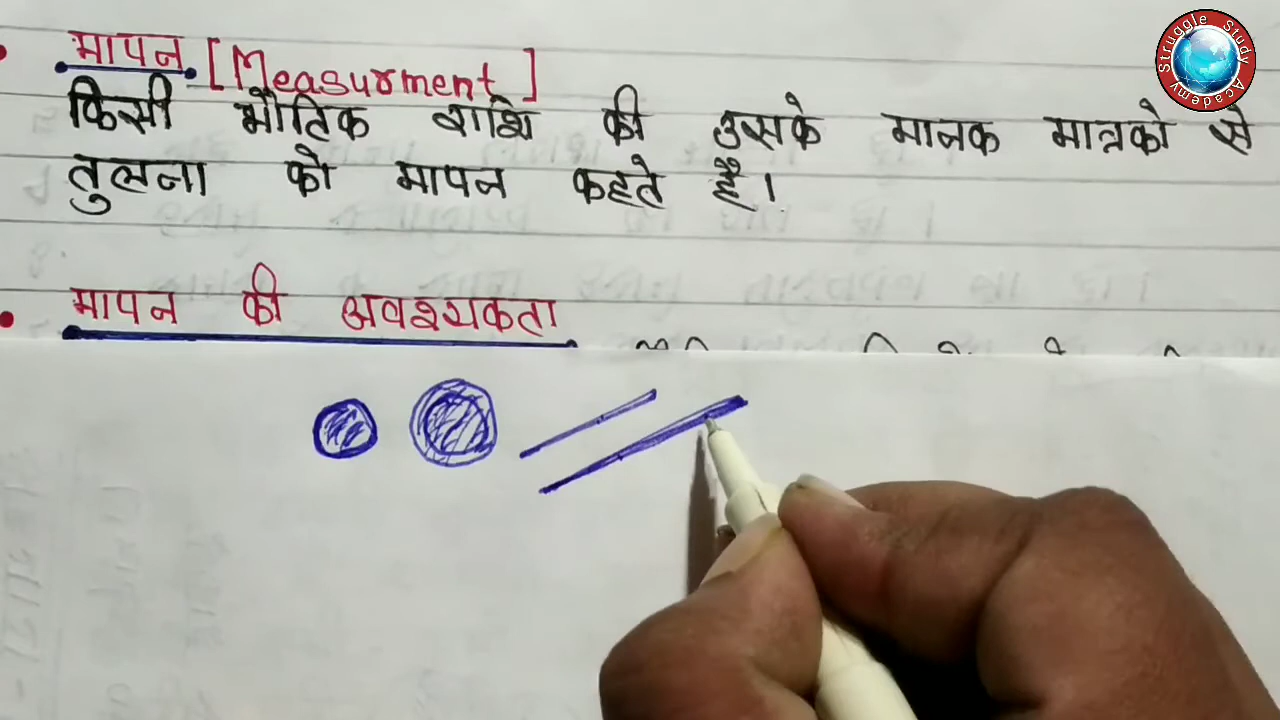 Struggle Study Academy
मापन [Measurment]
किसी भौतिक राशि की उसके मानक मात्रको से
तुलना को मापन कहते है।
मापन की अवश्यकता